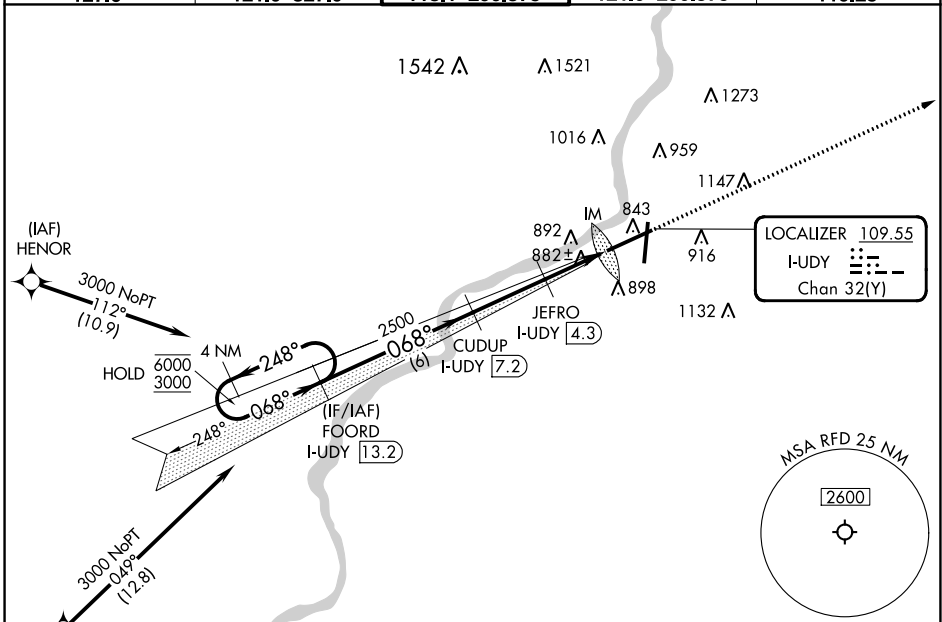 1542
1521
1273
1016
959
1147
(IAF)
HENOR
IM
843
892
882±
916
898
LOCALIZER 109.55
I-UDY
Chan 32(Y)
3000 NoPT
112°
(10.9)
1132
JEFRO
I-UDY 4.3
2500
068°
(6)
CUDUP
I-UDY 7.2
4 NM
HOLD 6000
3000
248°
068°
248°
(IF/IAF)
FOORD
I-UDY 13.2
MSA RFD 25 NM
2600
3000 NoPT
049°
(12.8)